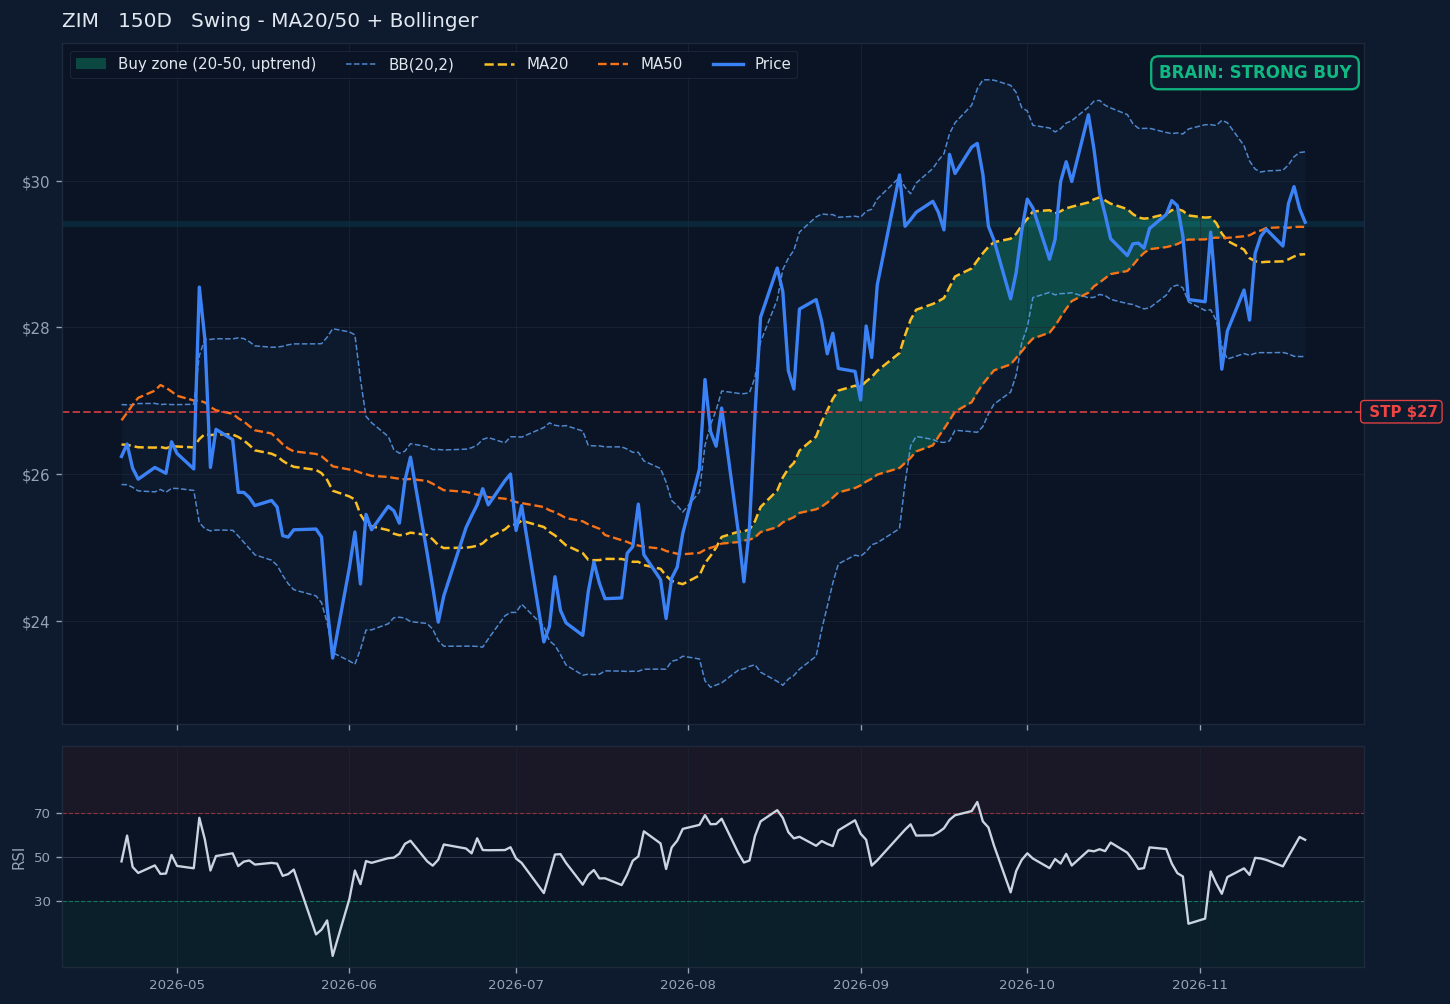 ZIM 150D Swing - MA20/50 + Bollinger
Buy zone (20-50, uptrend) BB(20,2) MA20 MA50 Price
BRAIN: STRONG BUY
$30
$28
STP $27
$26
$24
70
50
30
RSI
2026-05 2026-06 2026-07 2026-08 2026-09 2026-10 2026-11